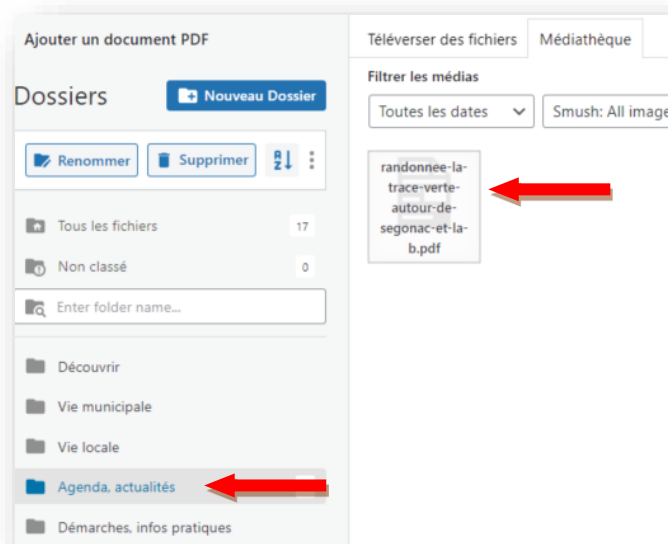 Ajouter un document PDF
Dossiers
Nouveau Dossier
Renommer
Supprimer
Tous les fichiers
17
Non classé
0
Enter folder name...
Découvrir
Vie municipale
Vie locale
Agenda, actualités
Démarches, infos pratiques
Téléverser des fichiers
Médiathèque
Filtrer les médias
Toutes les dates
Smush: All image
randonnee-la-
trace-verte-
autour-de-
segonac-et-la-
b.pdf